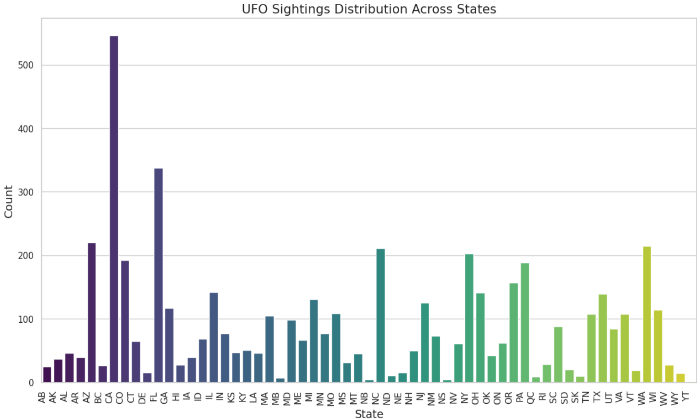 UFO Sightings Distribution Across States
Count
500
400
300
200
100
0
AB AK AL AR AZ BC CA CO CT DE FL GA HI IA ID IL IN KS KY LA MA MB MD ME MI MN MO MS MT NB NC ND NE NH NJ NM NS NV NY OH OK ON OR PA QC RI SC SD SK TN TX UT VA VT WA WI WV WY YT
State